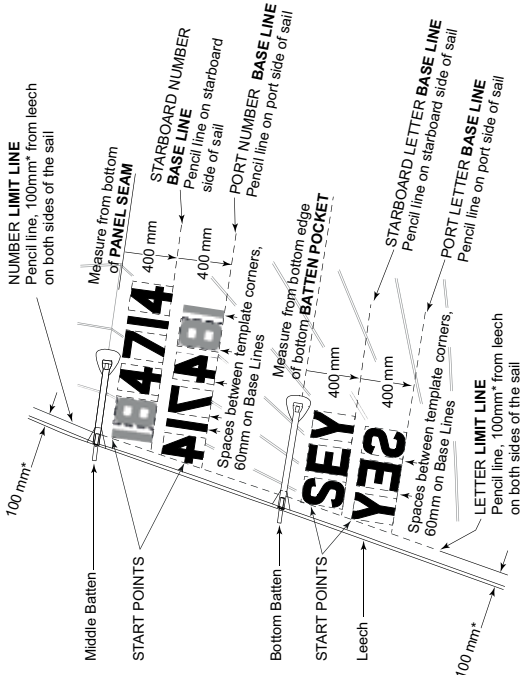 NUMBER LIMIT LINE
Pencil line, 100mm* from leech
on both sides of the sail
100 mm*
Middle Batten
START POINTS
Measure from bottom
of PANEL SEAM
184714
400 mm
STARBOARD NUMBER
BASE LINE
Pencil line on starboard
side of sail
417481
400 mm
PORT NUMBER BASE LINE
Pencil line on port side of sail
Spaces between template corners,
60mm on Base Lines
Bottom Batten
START POINTS
Leech
Measure from bottom edge
of bottom BATTEN POCKET
SEY
400 mm
STARBOARD LETTER BASE LINE
Pencil line on starboard side of sail
YƎƧ
400 mm
PORT LETTER BASE LINE
Pencil line on port side of sail
Spaces between template corners,
60mm on Base Lines
LETTER LIMIT LINE
Pencil line, 100mm* from leech
on both sides of the sail
100 mm*